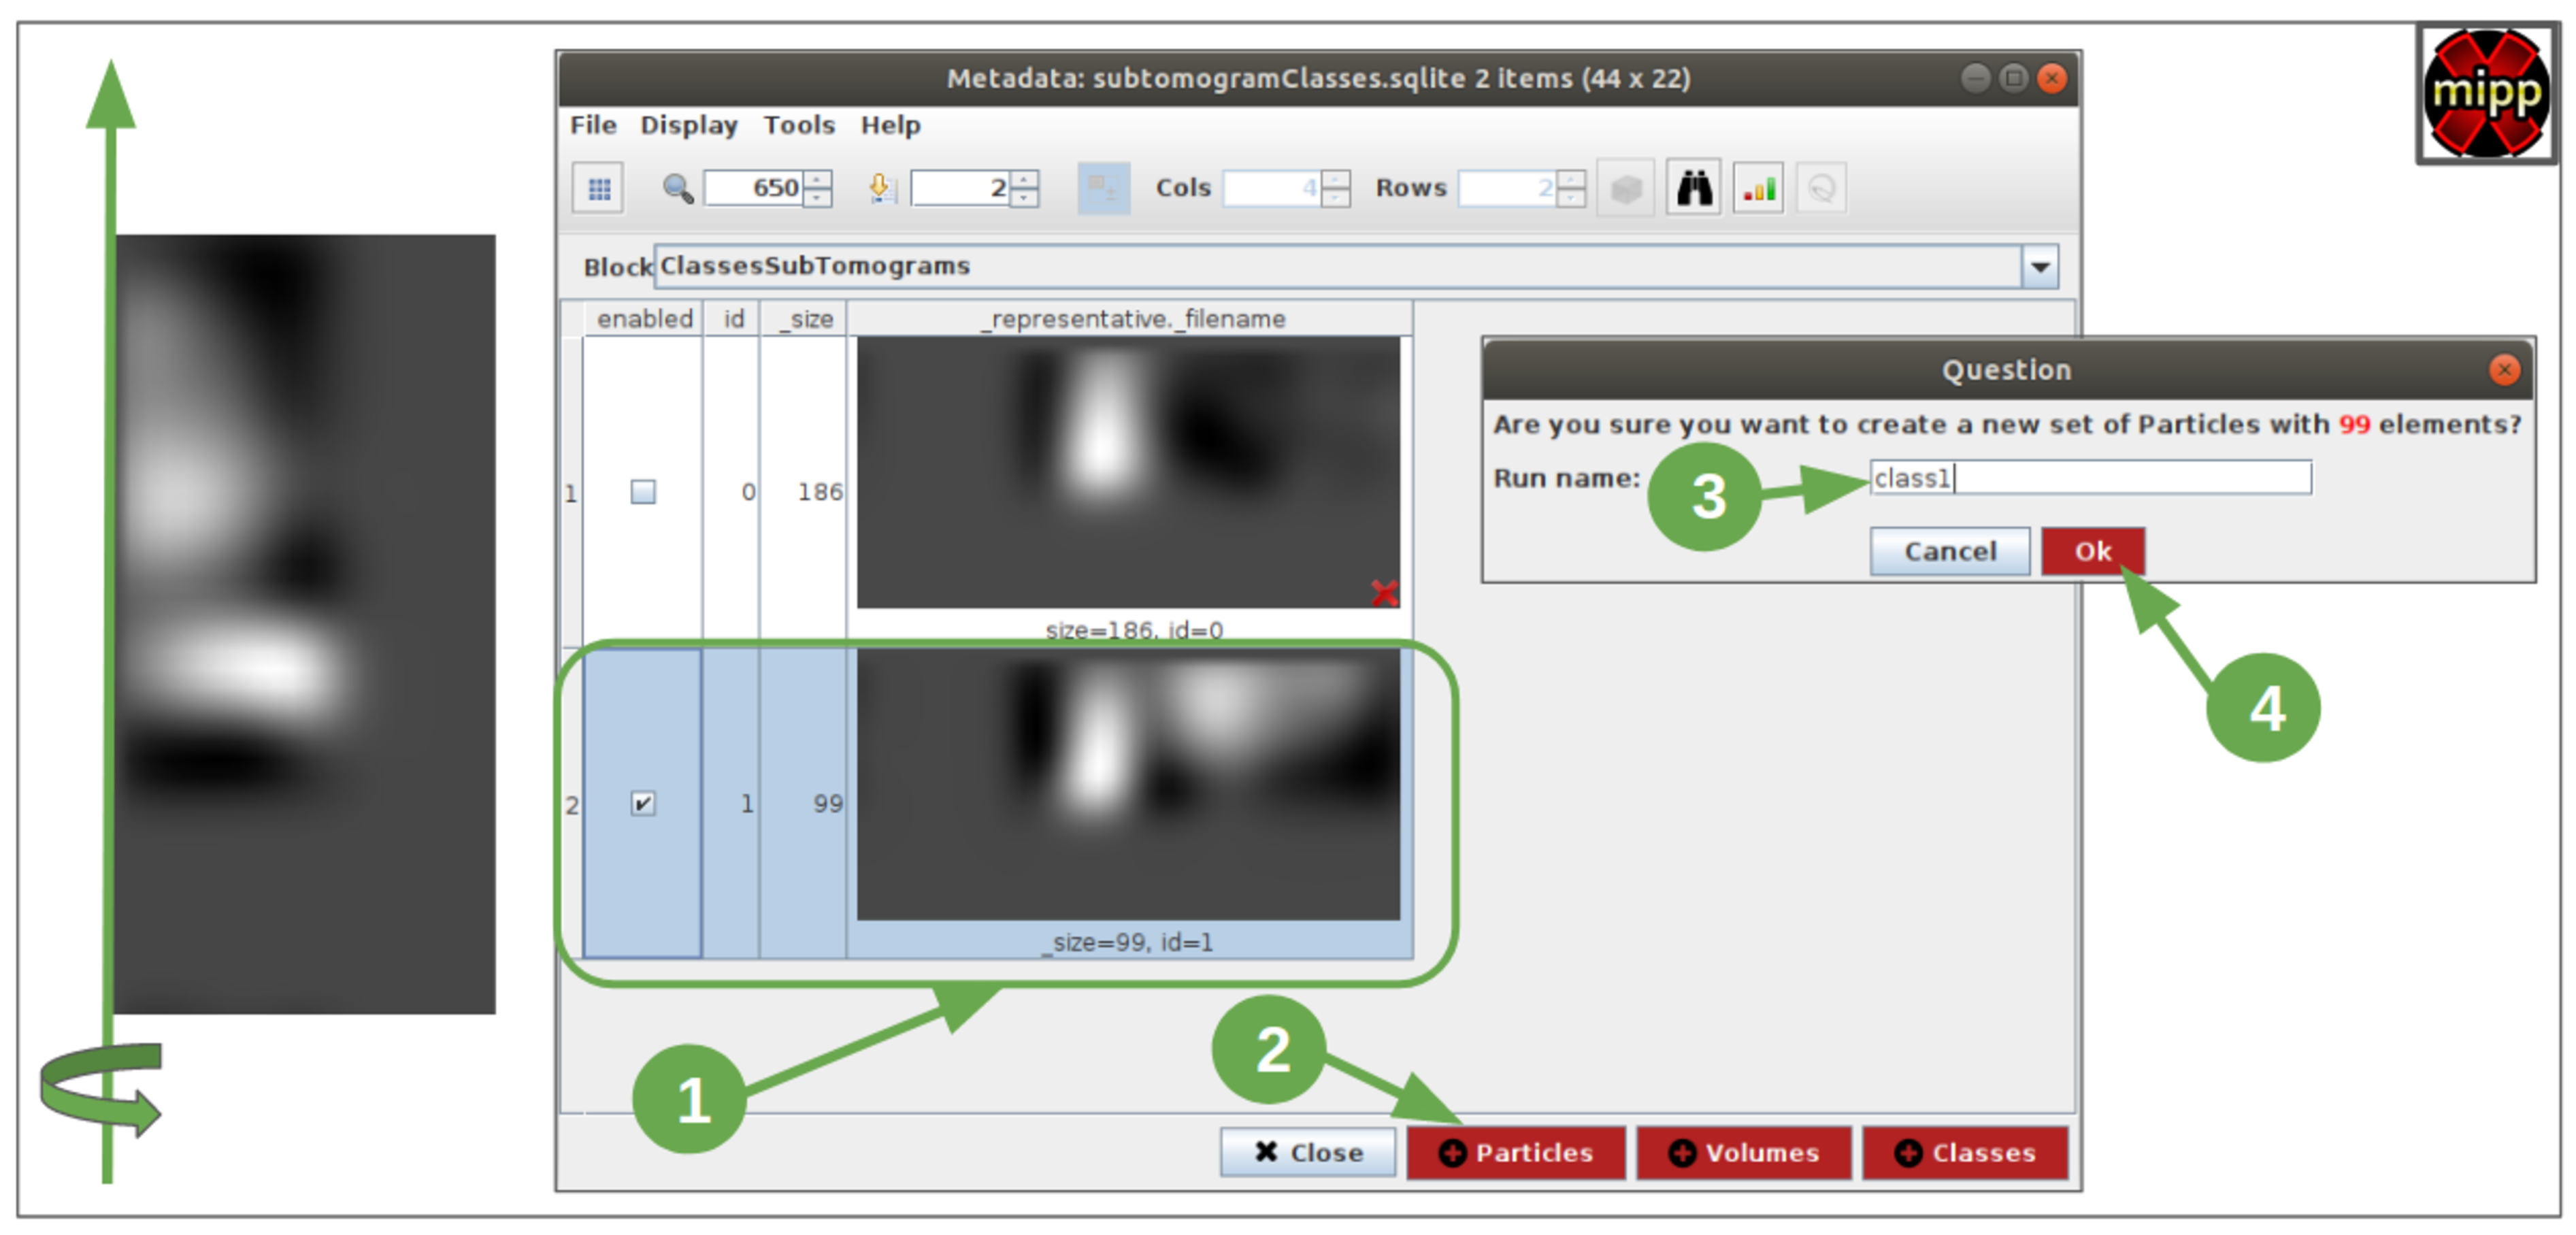 Metadata: subtomogramClasses.sqlite 2 items (44 x 22)
mipp
File Display Tools Help
650 2 Cols 4 Rows 2
Block ClassesSubTomograms
enabled id _size _representative._filename
1 0 186
size=186, id=0
2 1 99
_size=99, id=1
Question
Are you sure you want to create a new set of Particles with 99 elements?
Run name: 3 class1
Cancel Ok
4
1
2
Close Particles Volumes Classes